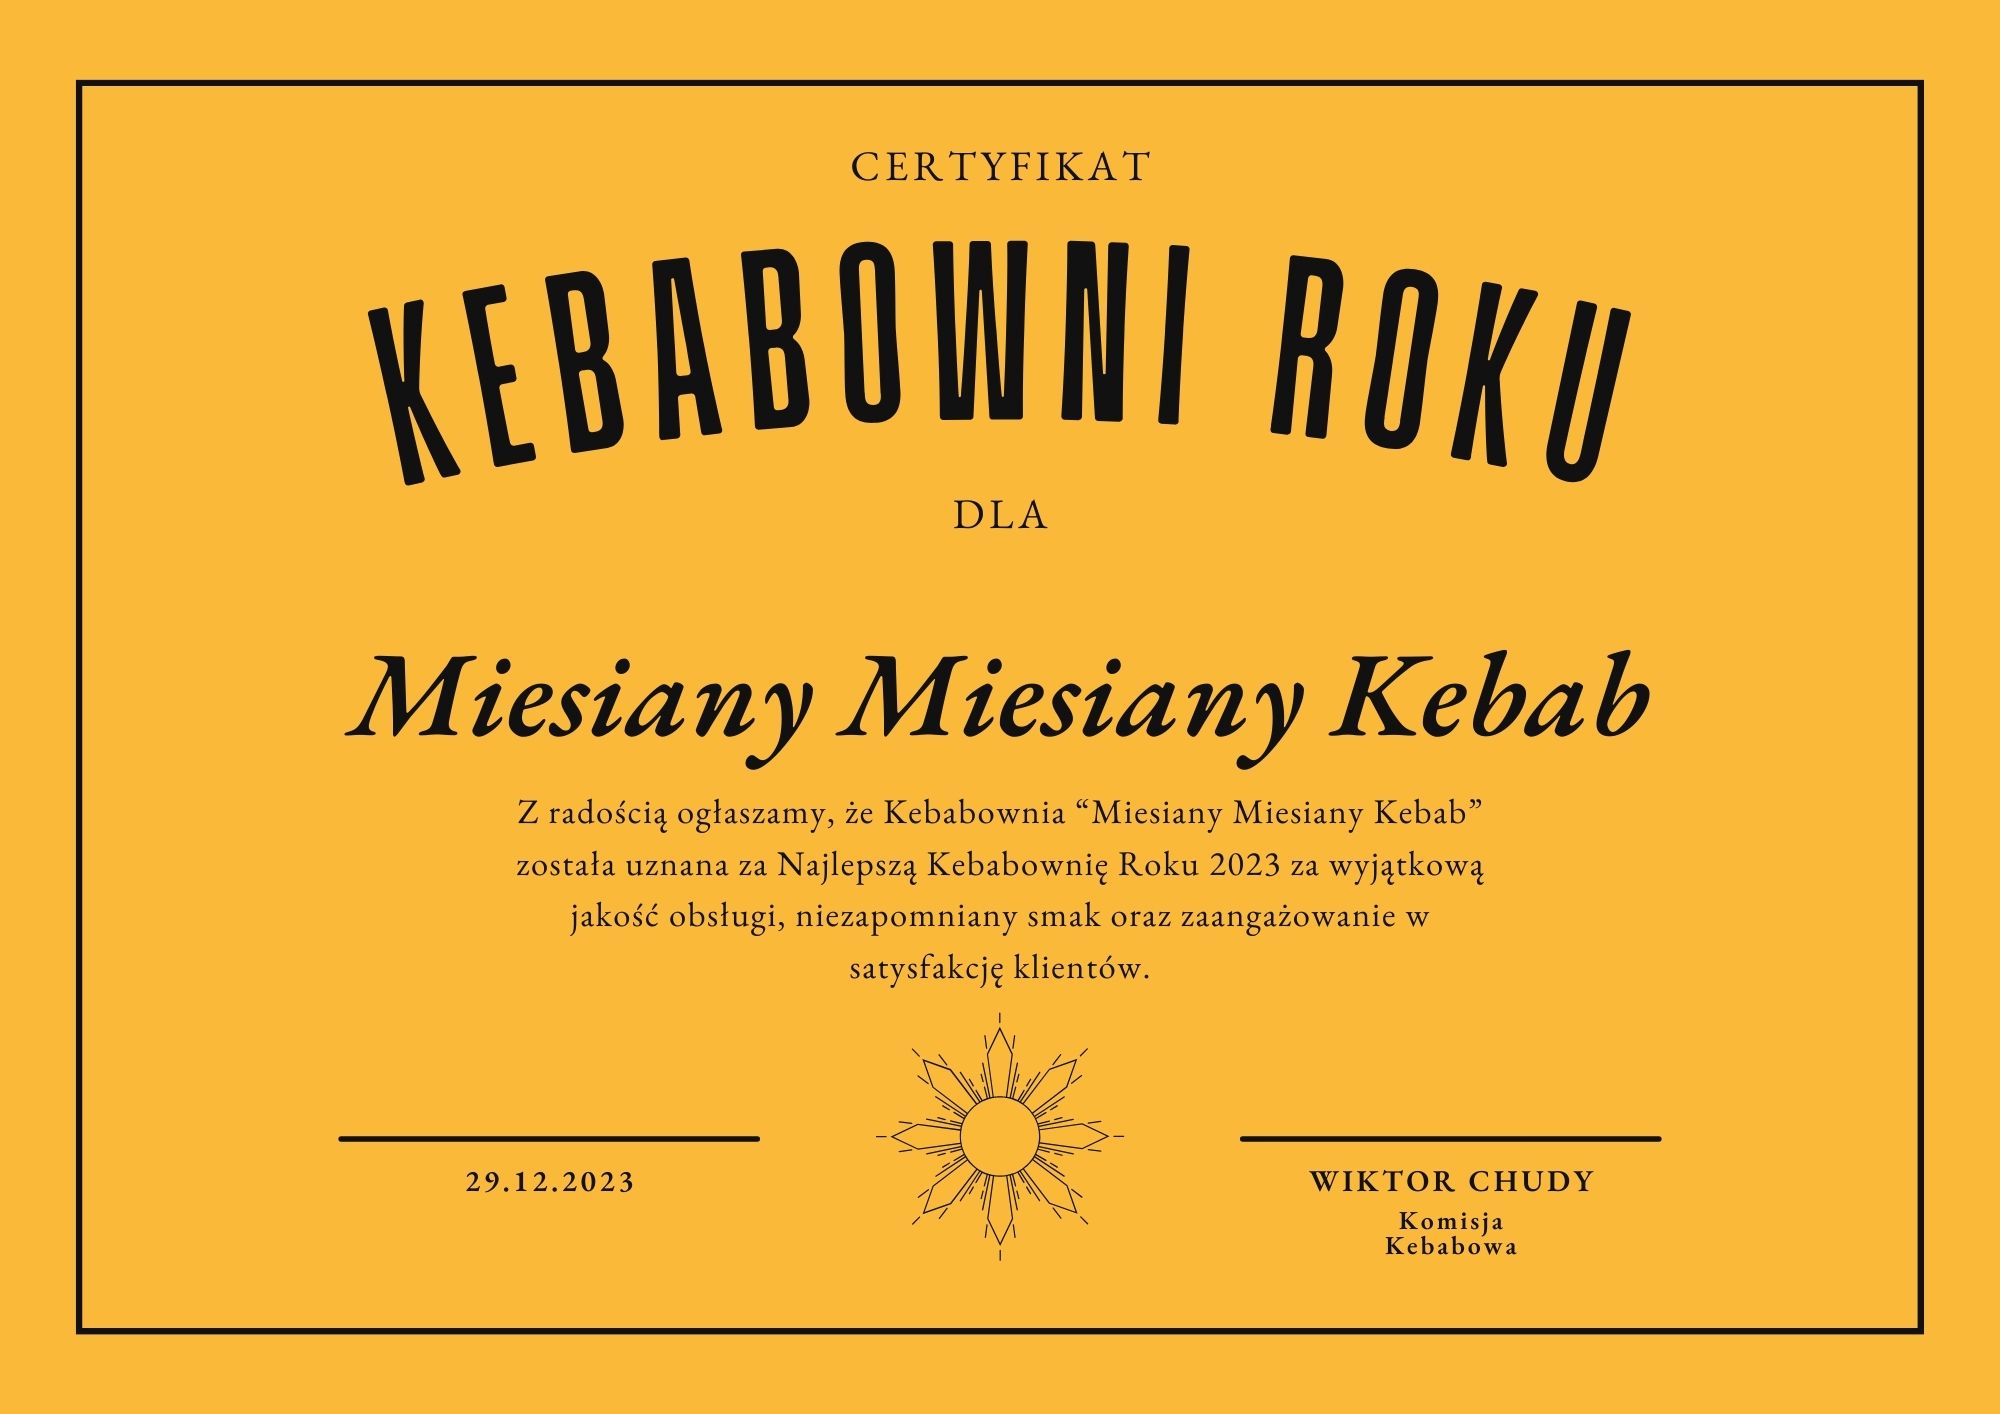 CERTYFIKAT
KEBABOWNI ROKU
DLA
Miesiany Miesiany Kebab
Z radością ogłaszamy, że Kebabownia “Miesiany Miesiany Kebab”
została uznana za Najlepszą Kebabownię Roku 2023 za wyjątkową
jakość obsługi, niezapomniany smak oraz zaangażowanie w
satysfakcję klientów.
29.12.2023
WIKTOR CHUDY
Komisja
Kebabowa